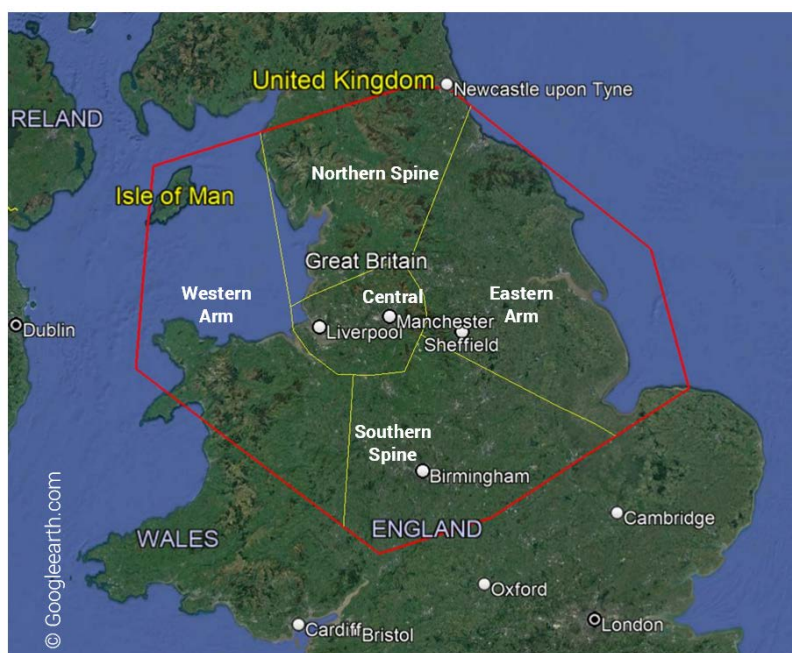 United Kingdom
Newcastle upon Tyne
RELAND
Northern Spine
Isle of Man
Great Britain
Western
Arm
Central
Eastern
Arm
Dublin
Liverpool
Manchester
Sheffield
Southern
Spine
Birmingham
WALES
ENGLAND
Cambridge
Oxford
London
Cardiff
Bristol
© Googleearth.com